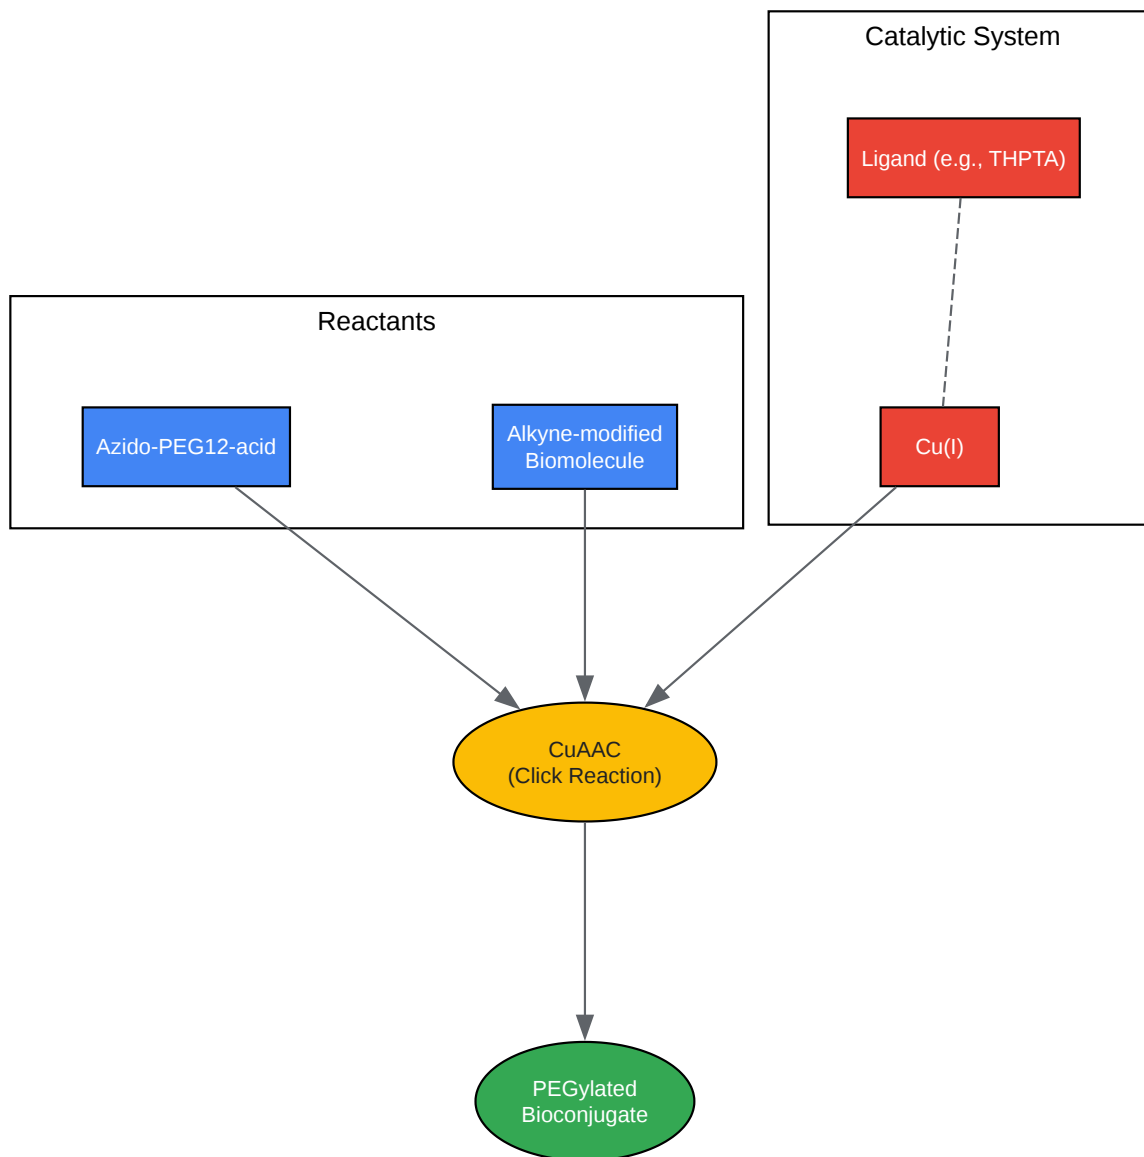 Catalytic System
Ligand (e.g., THPTA)
Reactants
Azido-PEG12-acid
Alkyne-modified
Biomolecule
Cu(I)
CuAAC
(Click Reaction)
PEGylated
Bioconjugate